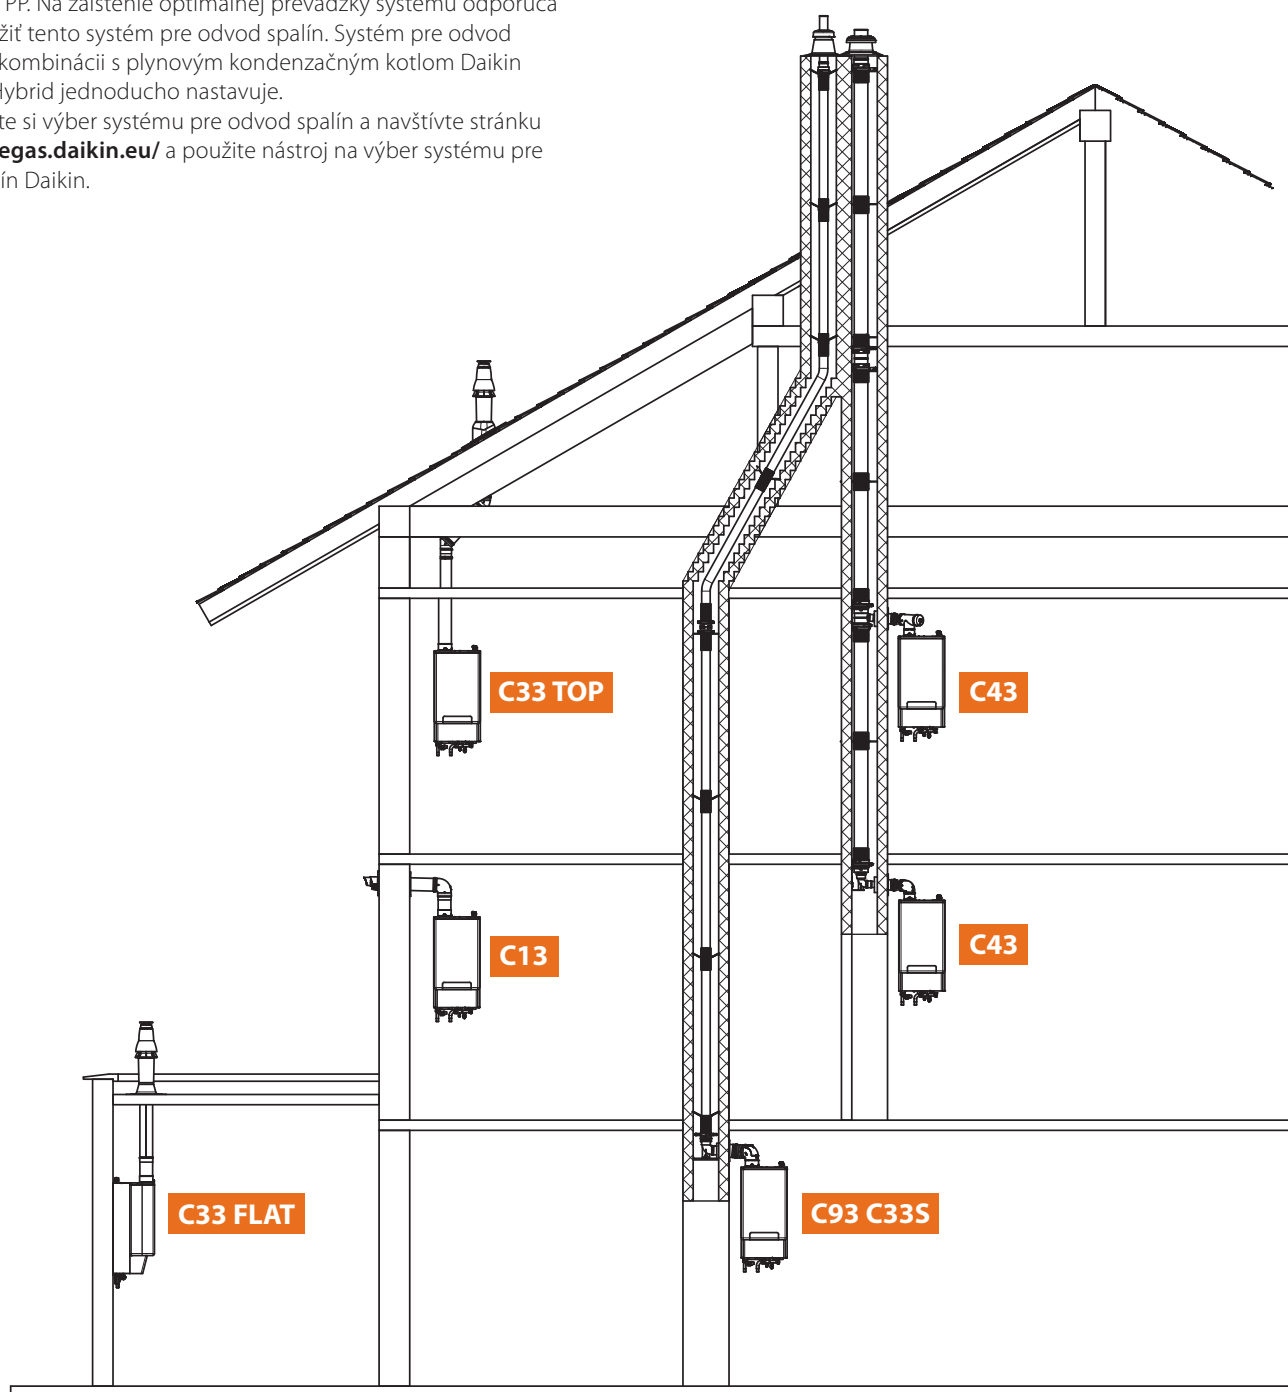 PP. Na zaistenie optimálnej prevádzky systému odporúča
žiť tento systém pre odvod spalín. Systém pre odvod
kombinácii s plynovým kondenzačným kotlom Daikin
Hybrid jednoducho nastavuje.
te si výber systému pre odvod spalín a navštívte stránku
egas.daikin.eu/ a použite nástroj na výber systému pre
ín Daikin.
C33 TOP
C43
C13
C43
C33 FLAT
C93 C33S